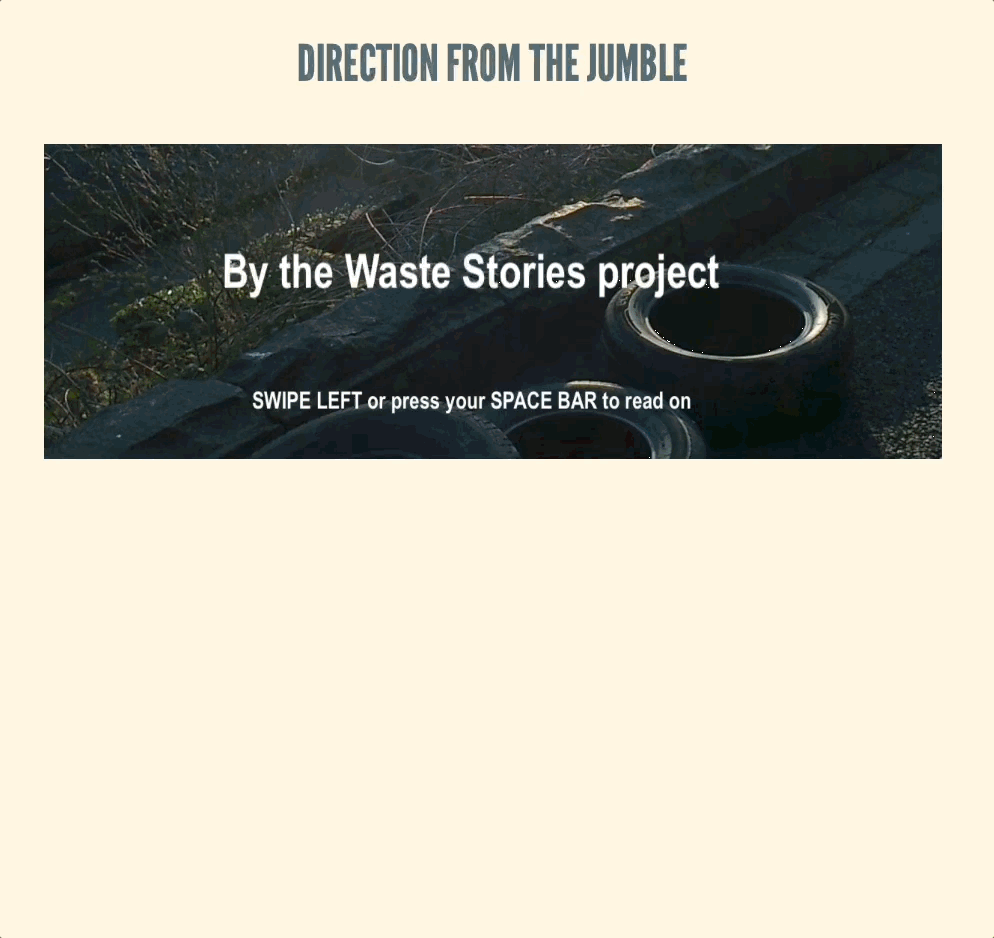 DIRECTION FROM THE JUMBLE
By the Waste Stories project
SWIPE LEFT or press your SPACE BAR to read on